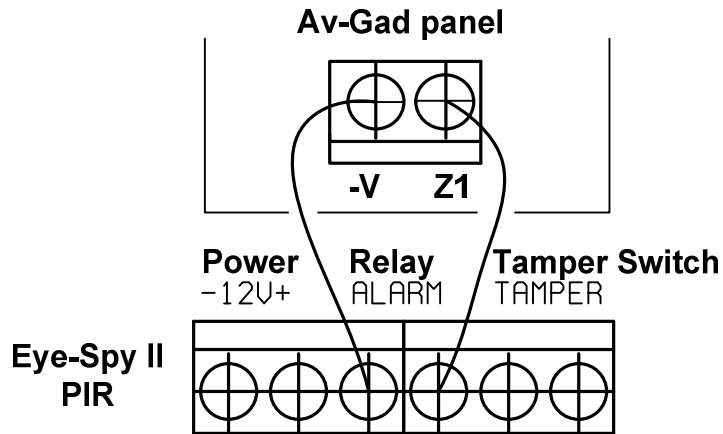 Av-Gad panel
-V Z1
Power Relay Tamper Switch
-12V+ ALARM TAMPER
Eye-Spy II
PIR